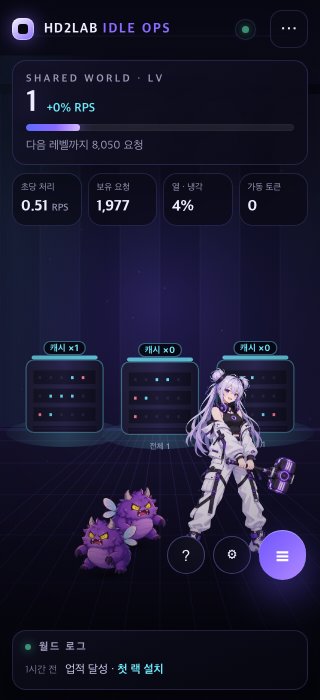 HD2LAB IDLE OPS
SHARED WORLD · LV
1 +0% RPS
다음 레벨까지 8,050 요청
초당 처리 보유 요청 열·냉각 가동 토큰
0.51 RPS 1,977 4% 0
캐시 ×1 캐시 ×0 캐시 ×0
전체 1
?
월드 로그
1시간 전 업적 달성 · 첫 랙 설치